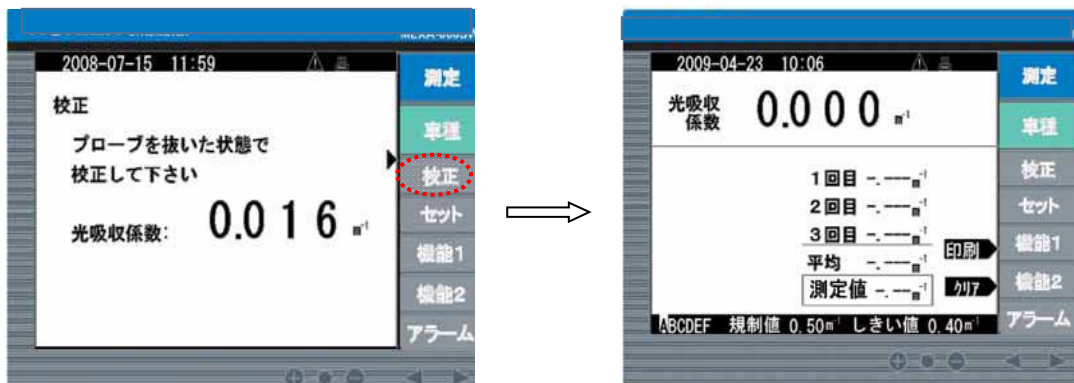 2008-07-15 11:59
校正
プローブを抜いた状態で
校正して下さい
光吸収係数: 0.016 m⁻¹
測定
車種
校正
セット
機能1
機能2
アラーム
2009-04-23 10:06
光吸収
係数 0.000 m⁻¹
1回目 -.---m⁻¹
2回目 -.---m⁻¹
3回目 -.---m⁻¹
平均 -.---m⁻¹
測定値 -.---m⁻¹
印刷
クリア
ABCDEF 規制値 0.50m⁻¹ しきい値 0.40m⁻¹
測定
車種
校正
セット
機能1
機能2
アラーム